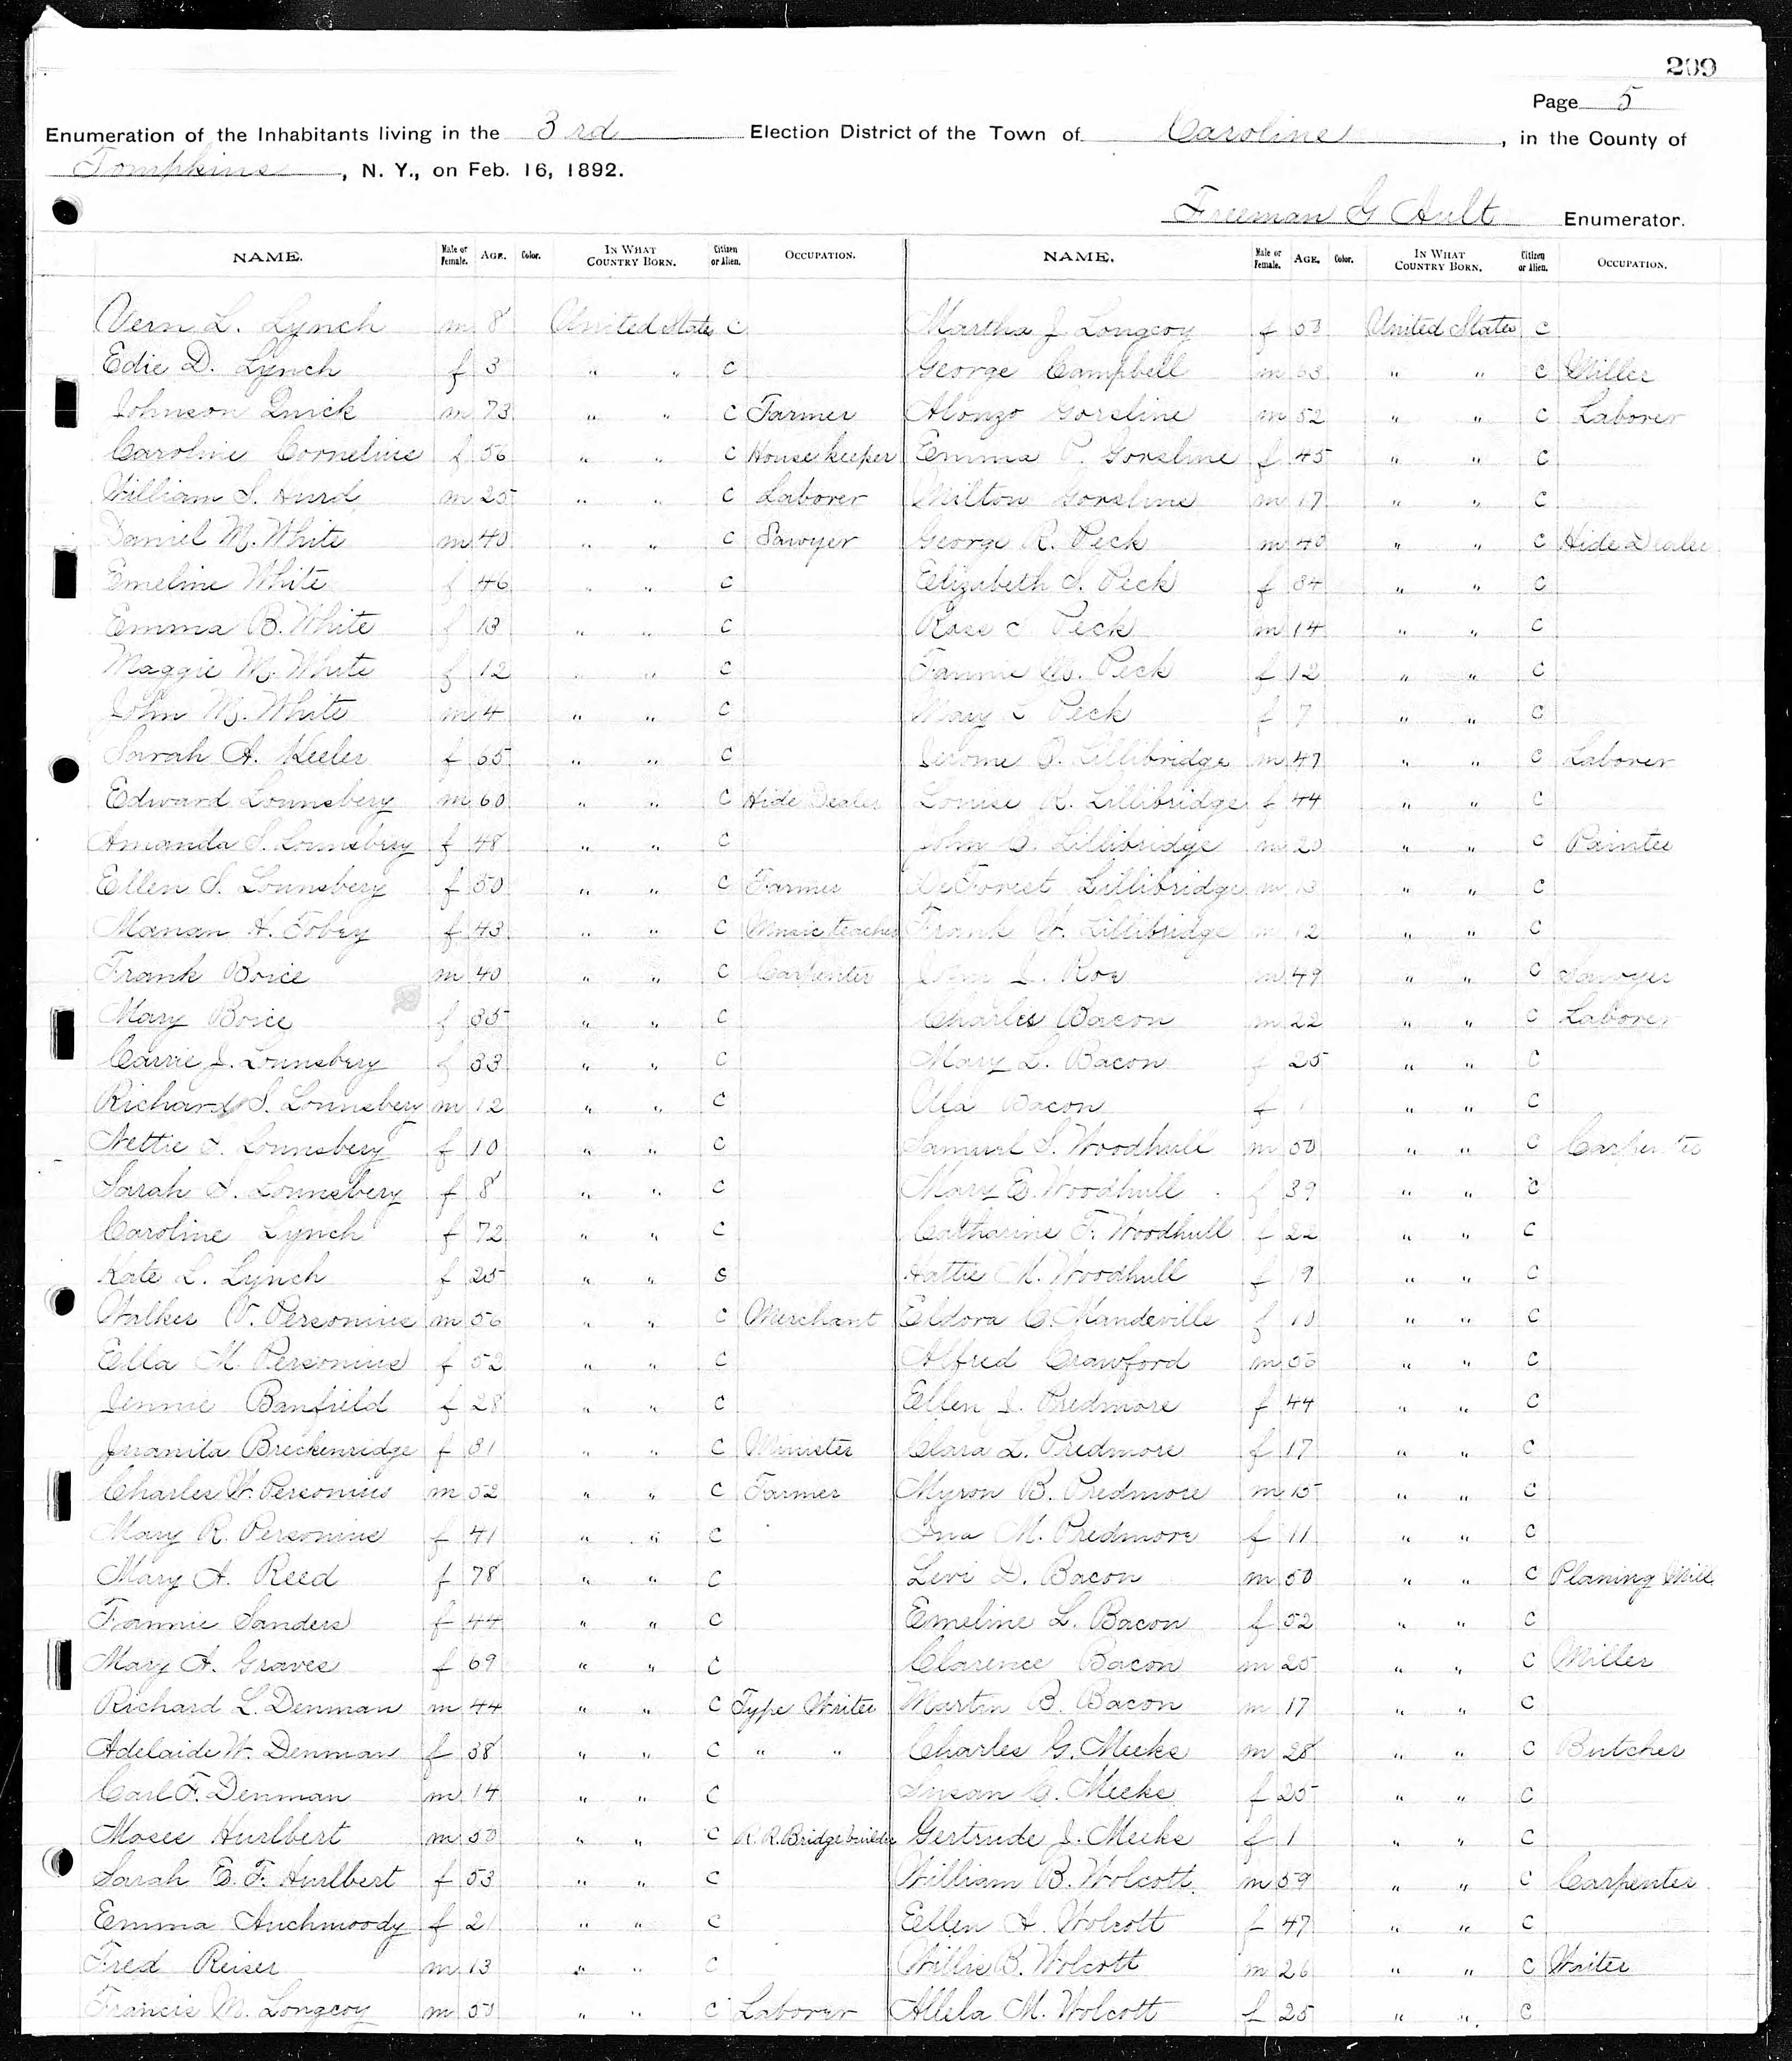 209
Page 5
Enumeration of the Inhabitants living in the 3rd Election District of the Town of Caroline, in the County of
Tompkins, N. Y., on Feb. 16, 1892.
Freeman G Ault Enumerator.
NAME. Male or Female. AGE. Color. IN WHAT COUNTRY BORN. Citizen or Alien. OCCUPATION. NAME. Male or Female. AGE. Color. IN WHAT COUNTRY BORN. Citizen or Alien. OCCUPATION.
Vern L. Lynch m 8 United States C
Edie D. Lynch f 3 " " C
Johnson Quick m 73 " " C Farmer
Caroline Cornelius f 56 " " C House keeper
William S. Hurd m 25 " " C Laborer
Daniel M. White m 40 " " C Sawyer
Emeline White f 46 " " C
Emma B. White f 13 " " C
Maggie M. White f 12 " " C
John M. White m 4 " " C
Sarah A. Keeler f 65 " " C
Edward Lounsbery m 60 " " C Hide Dealer
Amanda S. Lounsbery f 48 " " C
Ellen S. Lounsbery f 50 " " C Farmer
A. Tobey f 43 " " C Music teacher
Frank Boice m 40 " " C Carpenter
Mary Boice f 35 " " C
Carrie J. Lounsbery f 33 " " C
Richard S. Lounsbery m 12 " " C
Nettie Lounsbery f 10 " " C
Sarah Lounsbery f 8 " " C
Caroline Lynch f 72 " " C
Kate L. Lynch f 25 " " C
Walker V. Personius m 56 " " C Merchant
Ella M. Personius f 52 " " C
Jennie Banfield f 28 " " C
Juanita Breckenridge f 31 " " C Minister
Charles W. Personius m 52 " " C Farmer
Mary R. Personius f 41 " " C
Mary A. Reed f 78 " " C
Fannie Sanders f 44 " " C
Mary A. Graves f 69 " " C
Richard L. Denman m 44 " " C Type Writer
Adelaide W. Denman f 38 " " C " "
Carl F. Denman m 14 " " C
Moses Hurlbert m 50 " " C R.R. Bridge builder
Sarah E. F. Hurlbert f 53 " " C
Emma Auchmoody f 21 " " C
Fred Reiser m 13 " " C
Francis M. Longcoy m 50 " " C Laborer
Martha J. Longcoy f 53 United States C
George Campbell m 63 " " C Miller
Alonzo Gorsline m 52 " " C Laborer
Emma P. Gorsline f 45 " " C
Milton Gorsline m 17 " " C
George R. Peck m 40 " " C Hide Dealer
Elizabeth S. Peck f 34 " " C
Ross S Peck m 14 " " C
Fannie M. Peck f 12 " " C
Mary L Peck f 7 " " C
Jerome Lillibridge m 47 " " C Laborer
Louise R. Lillibridge f 44 " " C
John Lillibridge m 20 " " C Painter
DeForest Lillibridge m 13 " " C
Frank W. Lillibridge m 12 " " C
Roe m 49 " " C Sawyer
Charles Bacon m 22 " " C Laborer
Mary L. Bacon f 25 " " C
Bacon f 1 " " C
Samuel S. Woodhull m 50 " " C Carpenter
Mary E. Woodhull f 39 " " C
Catharine F. Woodhull f 22 " " C
Hattie M. Woodhull f 19 " " C
Eldora C. Mandeville f 10 " " C
Alfred Crawford m " " C
Ellen J. Predmore f 44 " " C
Clara L. Predmore f 17 " " C
Myron B. Predmore m 15 " " C
Ina M. Predmore f 11 " " C
Levi D. Bacon m 50 " " C Planing Mill
Emeline L. Bacon f 52 " " C
Clarence Bacon m 25 " " C Miller
Martin B. Bacon m 17 " " C
Charles G. Meeks m 28 " " C Butcher
Susan C. Meeks f 25 " " C
Gertrude J. Meeks f 1 " " C
William B. Wolcott m 59 " " C Carpenter
Ellen A. Wolcott f 47 " " C
Willie B. Wolcott m 26 " " C Writer
Allela M. Wolcott f 25 " " C